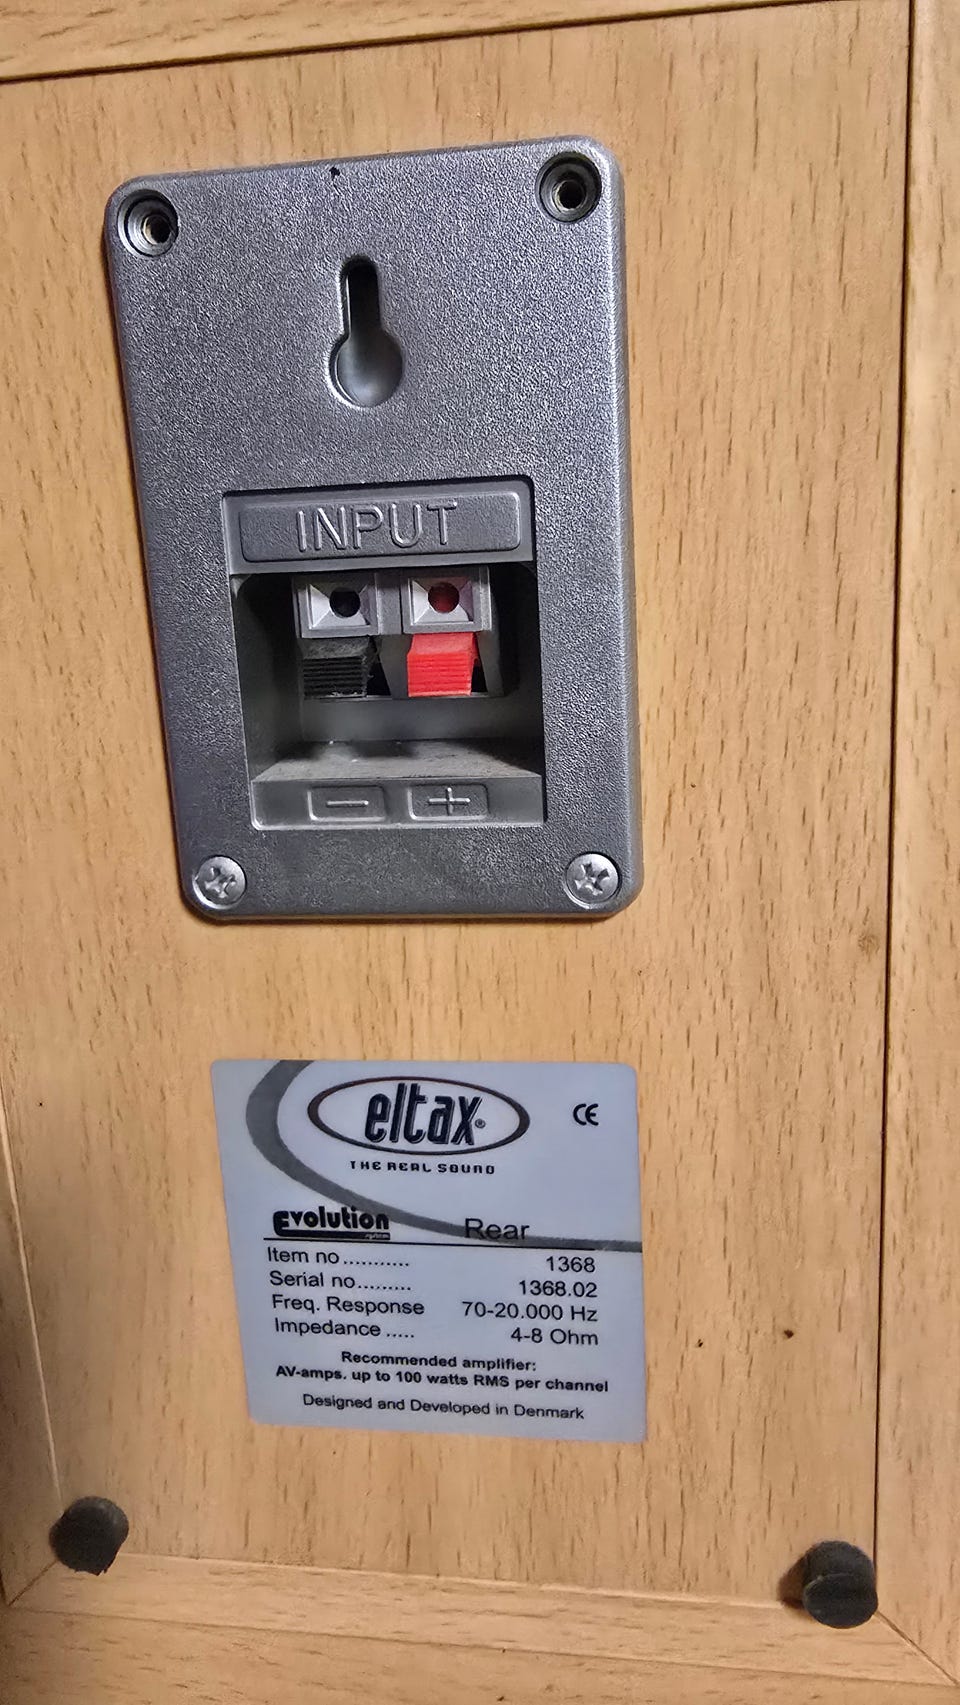 INPUT
− +
eltax®
CE
THE REAL SOUND
Evolution system Rear
Item no ........... 1368
Serial no......... 1368.02
Freq. Response 70-20.000 Hz
Impedance ..... 4-8 Ohm
Recommended amplifier:
AV-amps. up to 100 watts RMS per channel
Designed and Developed in Denmark